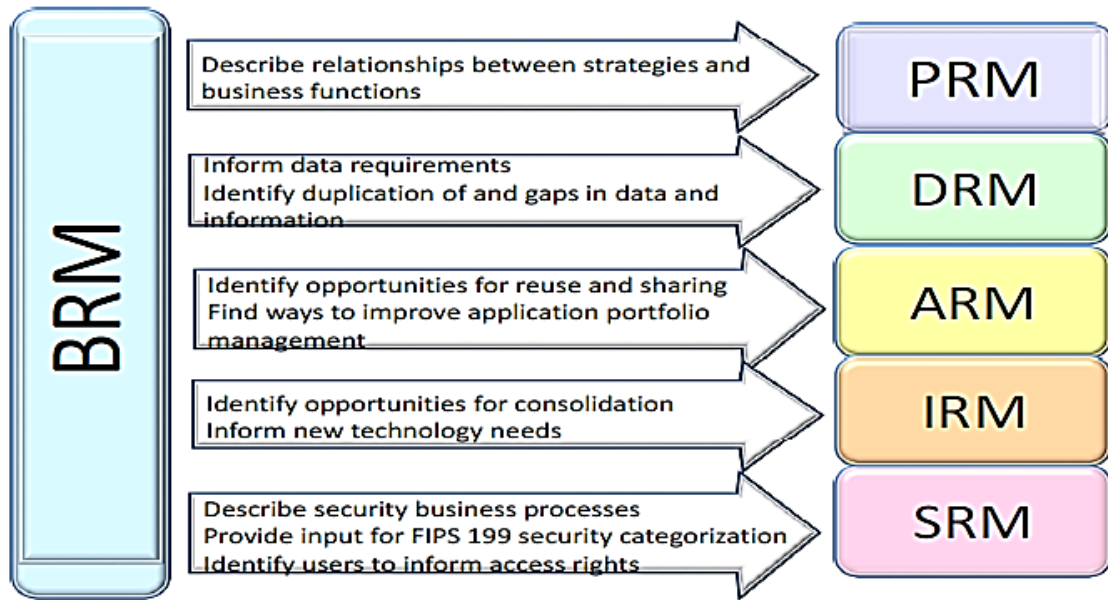 BRM
Describe relationships between strategies and
business functions
PRM
Inform data requirements
Identify duplication of and gaps in data and
information
DRM
Identify opportunities for reuse and sharing
Find ways to improve application portfolio
management
ARM
Identify opportunities for consolidation
Inform new technology needs
IRM
Describe security business processes
Provide input for FIPS 199 security categorization
Identify users to inform access rights
SRM